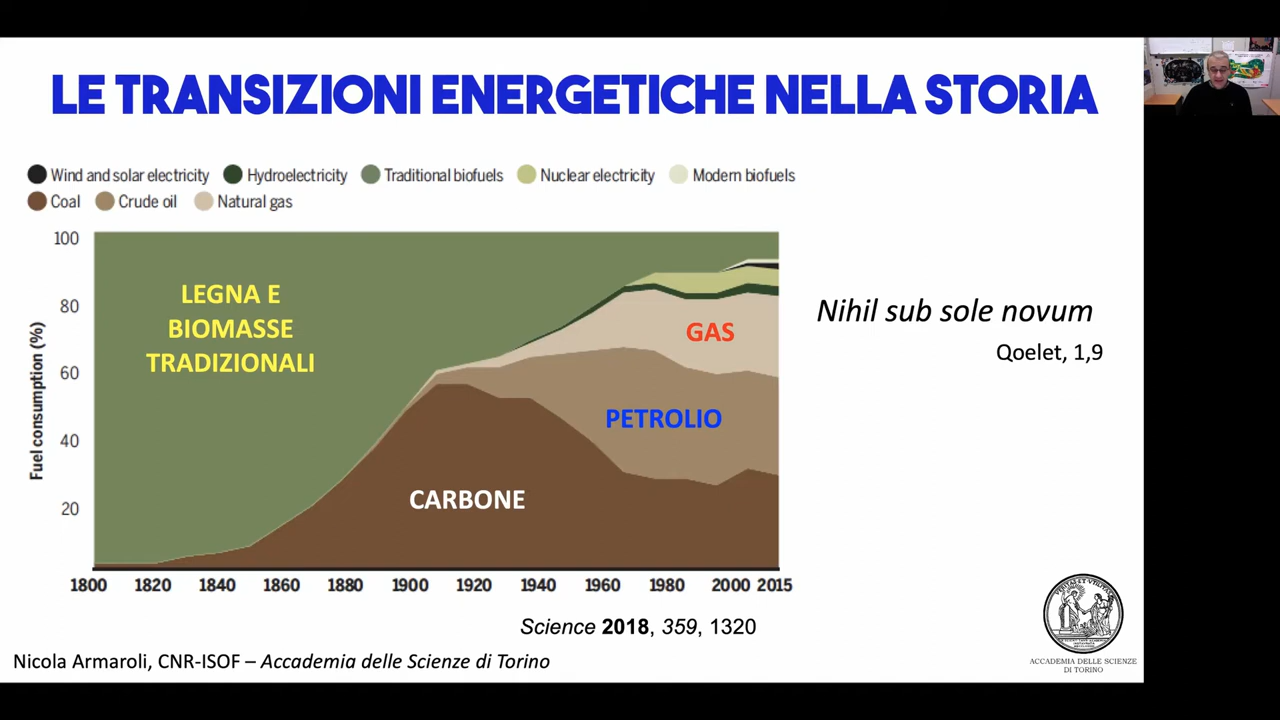 LE TRANSIZIONI ENERGETICHE NELLA STORIA
Wind and solar electricity Hydroelectricity Traditional biofuels Nuclear electricity Modern biofuels
Coal Crude oil Natural gas
Fuel consumption (%)
100
80
60
40
20
LEGNA E
BIOMASSE
TRADIZIONALI
GAS
PETROLIO
CARBONE
1800 1820 1840 1850 1860 1880 1900 1920 1940 1960 1980 2000 2015
Nihil sub sole novum
Qoelet, 1,9
Science 2018, 359, 1320
Nicola Armaroli, CNR-ISOF – Accademia delle Scienze di Torino
ACCADEMIA DELLE SCIENZE
DI TORINO